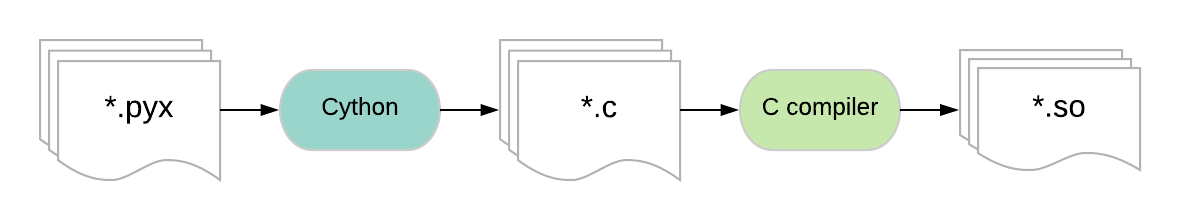 *.pyx
Cython
*.c
C compiler
*.so